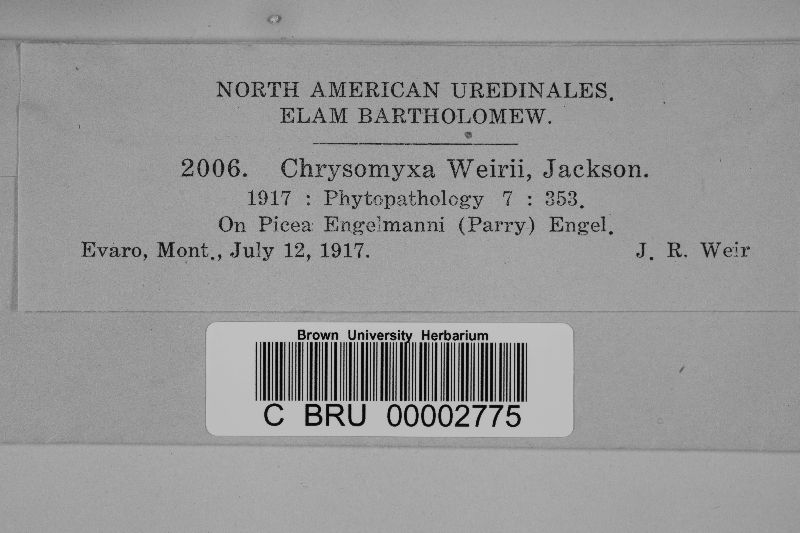 NORTH AMERICAN UREDINALES.
ELAM BARTHOLOMEW.
2006. Chrysomyxa Weirii, Jackson.
1917 : Phytopathology 7 : 353.
On Picea Engelmanni (Parry) Engel.
Evaro, Mont., July 12, 1917. J. R. Weir
Brown University Herbarium
C BRU 00002775